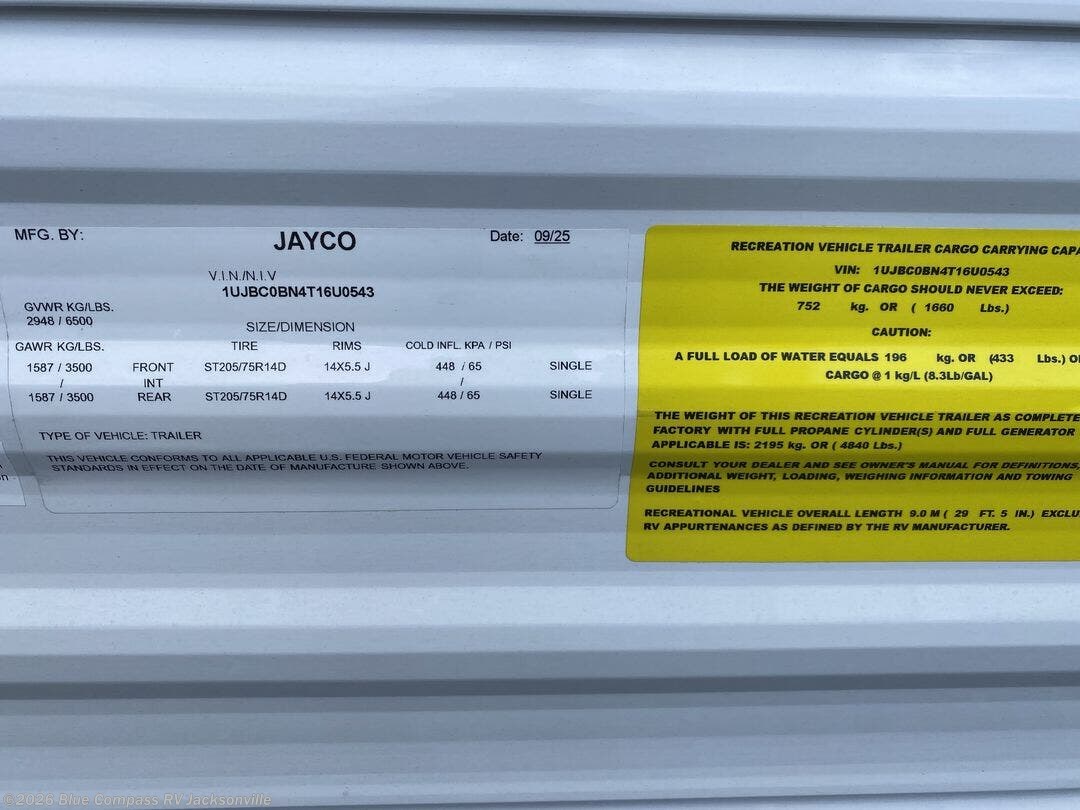 MFG. BY:
JAYCO
Date: 09/25
V.I.N./N.I.V
1UJBC0BN4T16U0543
GVWR KG/LBS.
2948 / 6500
SIZE/DIMENSION
GAWR KG/LBS. TIRE RIMS COLD INFL. KPA / PSI
1587 / 3500 FRONT ST205/75R14D 14X5.5 J 448 / 65 SINGLE
/ INT /
1587 / 3500 REAR ST205/75R14D 14X5.5 J 448 / 65 SINGLE
TYPE OF VEHICLE: TRAILER
THIS VEHICLE CONFORMS TO ALL APPLICABLE U.S. FEDERAL MOTOR VEHICLE SAFETY
STANDARDS IN EFFECT ON THE DATE OF MANUFACTURE SHOWN ABOVE.
RECREATION VEHICLE TRAILER CARGO CARRYING CAPA
VIN: 1UJBC0BN4T16U0543
THE WEIGHT OF CARGO SHOULD NEVER EXCEED:
752 kg. OR ( 1660 Lbs.)
CAUTION:
A FULL LOAD OF WATER EQUALS 196 kg. OR (433 Lbs.) O
CARGO @ 1 kg/L (8.3Lb/GAL)
THE WEIGHT OF THIS RECREATION VEHICLE TRAILER AS COMPLETE
FACTORY WITH FULL PROPANE CYLINDER(S) AND FULL GENERATOR
APPLICABLE IS: 2195 kg. OR ( 4840 Lbs.)
CONSULT YOUR DEALER AND SEE OWNER'S MANUAL FOR DEFINITIONS,
ADDITIONAL WEIGHT, LOADING, WEIGHING INFORMATION AND TOWING
GUIDELINES
RECREATIONAL VEHICLE OVERALL LENGTH 9.0 M ( 29 FT. 5 IN.) EXCLU
RV APPURTENANCES AS DEFINED BY THE RV MANUFACTURER.
©2026 Blue Compass RV Jacksonville